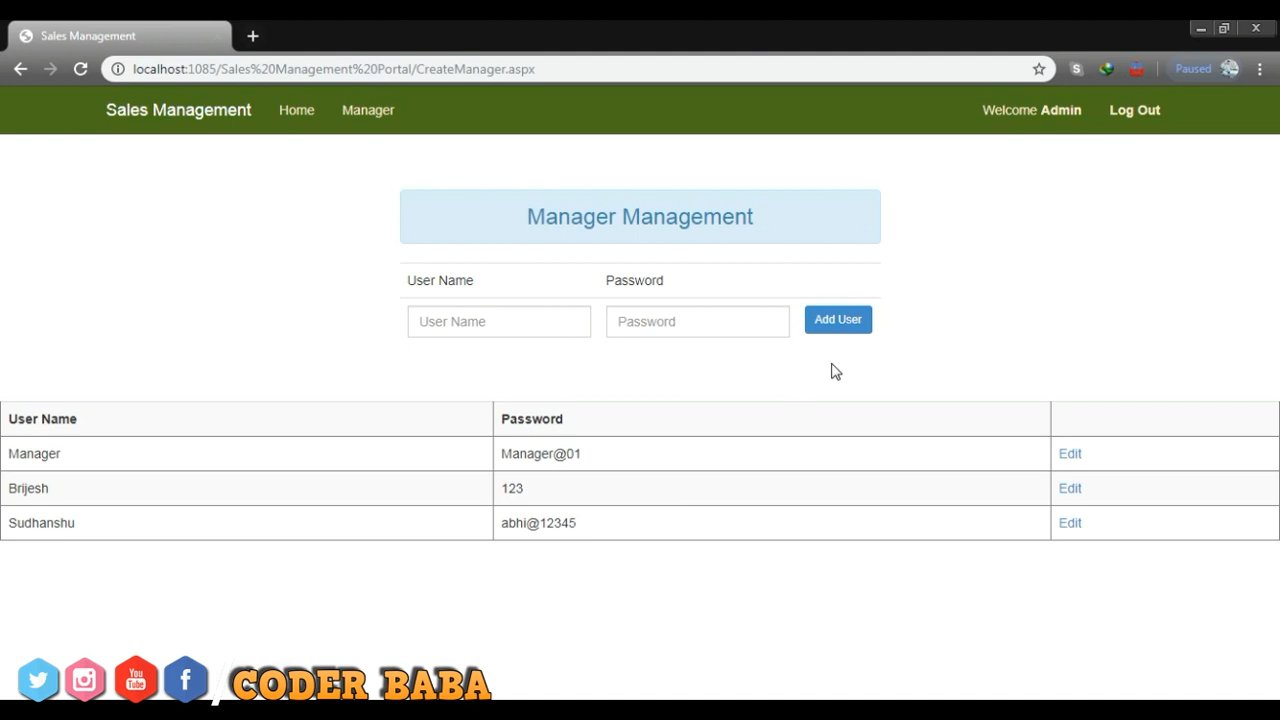 Sales Management
localhost:1085/Sales%20Management%20Portal/CreateManager.aspx
Paused
Sales Management Home Manager Welcome Admin Log Out
Manager Management
User Name Password
User Name Password Add User
User Name Password
Manager Manager@01 Edit
Brijesh 123 Edit
Sudhanshu abhi@12345 Edit
You Tube
CODER BABA